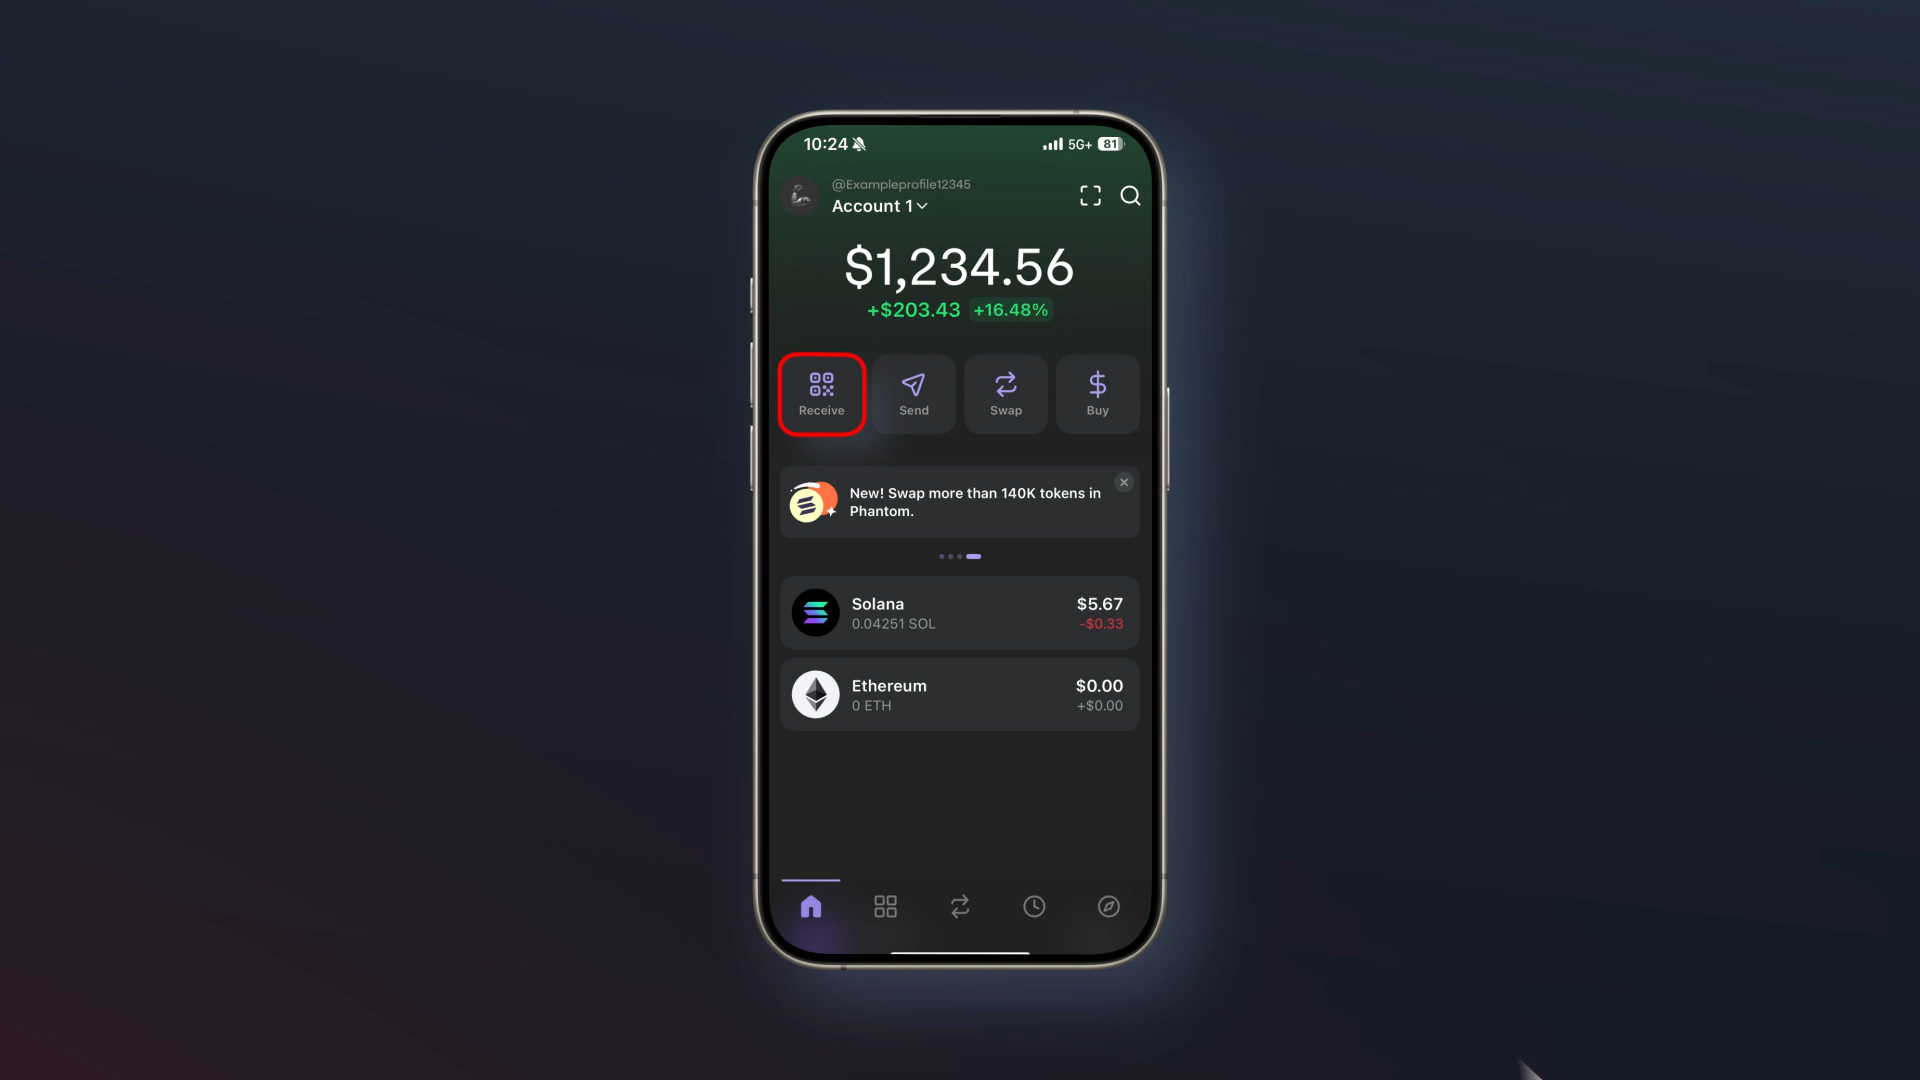 10:24
5G+ 81
@Exampleprofile12345
Account 1
$1,234.56
+$203.43 +16.48%
Receive
Send
Swap
Buy
New! Swap more than 140K tokens in
Phantom.
Solana
$5.67
0.04251 SOL
-$0.33
Ethereum
$0.00
0 ETH
+$0.00